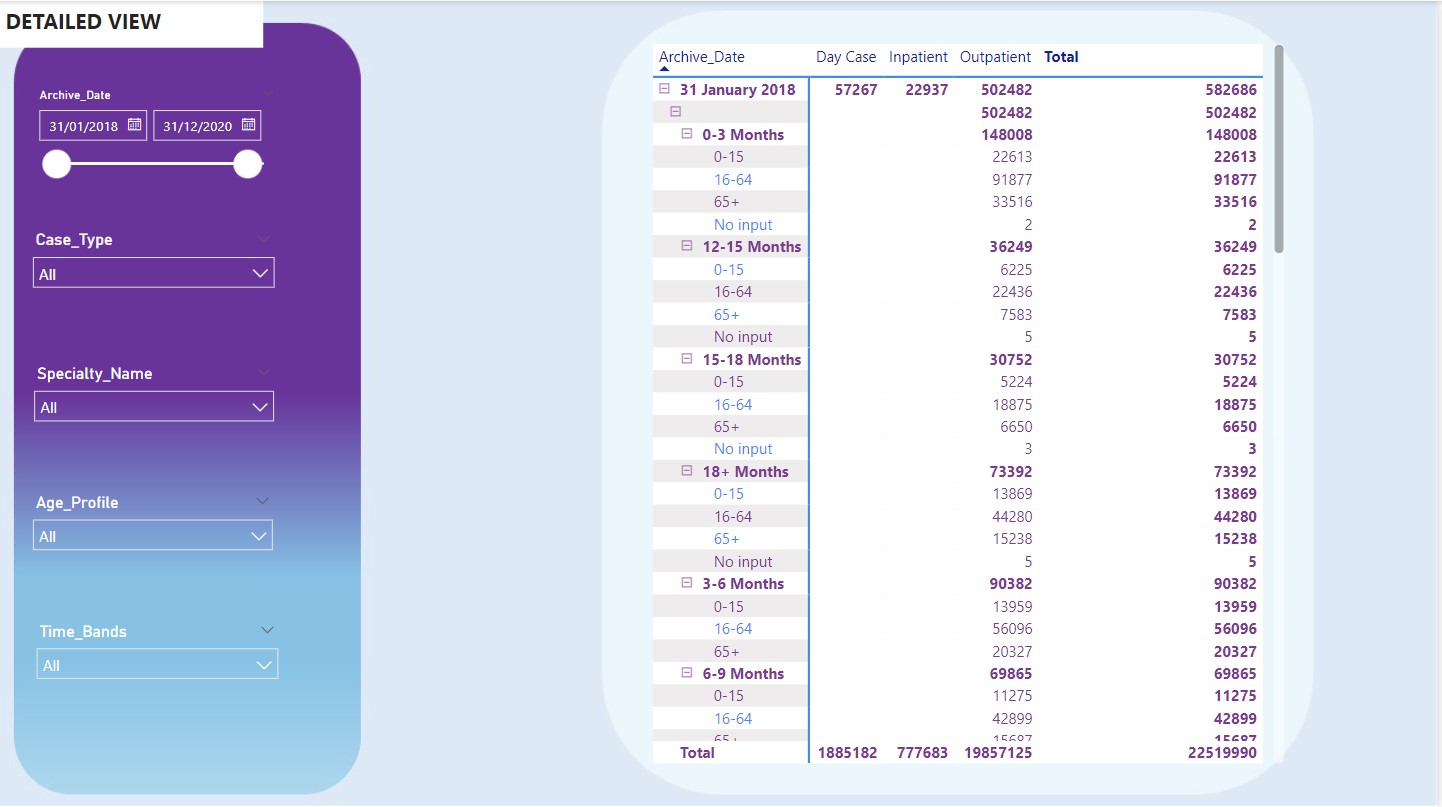 DETAILED VIEW
Archive_Date
31/01/2018 31/12/2020
Case_Type
All
Specialty_Name
All
Age_Profile
All
Time_Bands
All
Archive_Date Day Case Inpatient Outpatient Total
31 January 2018 57267 22937 502482 582686
502482 502482
0-3 Months 148008 148008
0-15 22613 22613
16-64 91877 91877
65+ 33516 33516
No input 2 2
12-15 Months 36249 36249
0-15 6225 6225
16-64 22436 22436
65+ 7583 7583
No input 5 5
15-18 Months 30752 30752
0-15 5224 5224
16-64 18875 18875
65+ 6650 6650
No input 3 3
18+ Months 73392 73392
0-15 13869 13869
16-64 44280 44280
65+ 15238 15238
No input 5 5
3-6 Months 90382 90382
0-15 13959 13959
16-64 56096 56096
65+ 20327 20327
6-9 Months 69865 69865
0-15 11275 11275
16-64 42899 42899
65+ 15687 15687
Total 1885182 777683 19857125 22519990